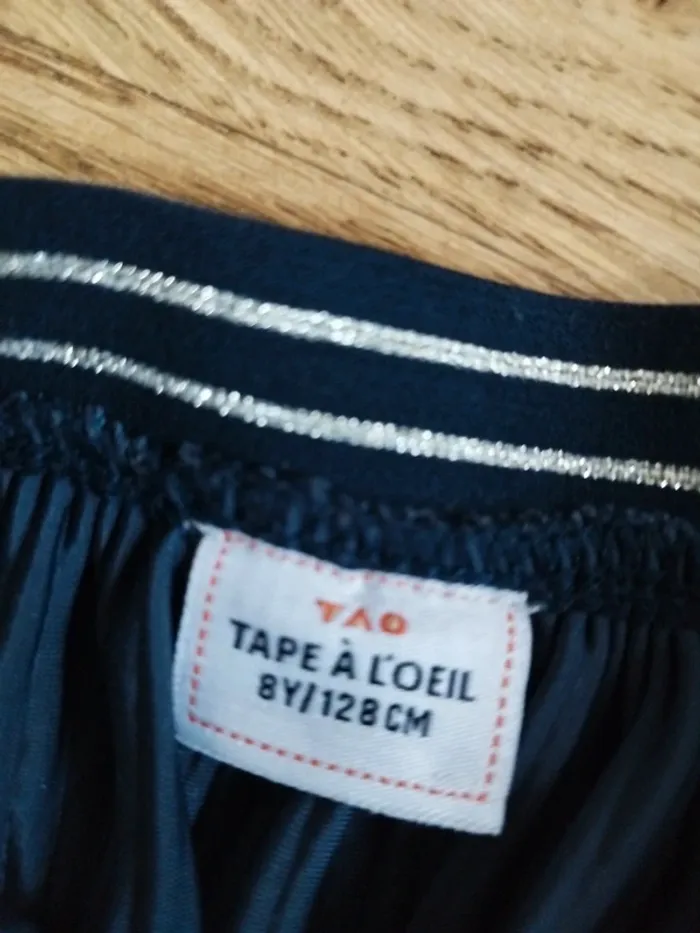 TAO
TAPE À L'OEIL
8Y/128CM